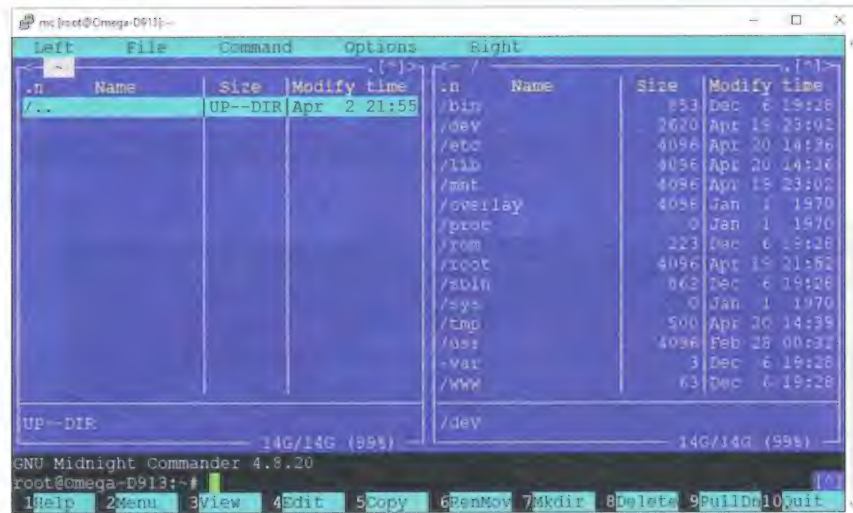 mc [root@Omega-D913]:~
Left File Command Options Right
~ .[^]> <- / .[^]>
.n Name Size Modify time .n Name Size Modify time
/.. UP--DIR Apr 2 21:55 /bin 853 Dec 6 19:28
/dev 2620 Apr 19 23:02
/etc 4096 Apr 20 14:36
/lib 4096 Apr 20 14:36
/mnt 4096 Apr 19 23:02
/overlay 4096 Jan 1 1970
/proc 0 Jan 1 1970
/rom 223 Dec 6 19:28
/root 4096 Apr 19 21:52
/sbin 862 Dec 6 19:28
/sys 0 Jan 1 1970
/tmp 500 Apr 20 14:39
/usr 4096 Feb 28 00:32
~var 3 Dec 6 19:28
/www 63 Dec 6 19:28
UP--DIR /dev
14G/14G (99%) 14G/14G (99%)
GNU Midnight Commander 4.8.20
root@Omega-D913:~# [^]
1Help 2Menu 3View 4Edit 5Copy 6RenMov 7Mkdir 8Delete 9PullDn 10Quit